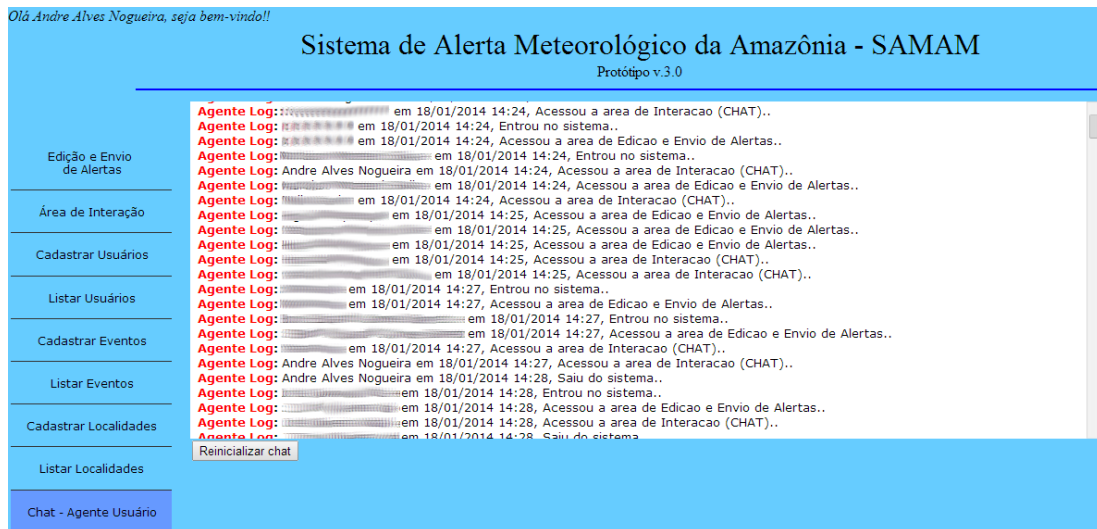 Olá Andre Alves Nogueira, seja bem-vindo!!
Sistema de Alerta Meteorológico da Amazônia - SAMAM
Protótipo v.3.0
Edição e Envio
de Alertas
Área de Interação
Cadastrar Usuários
Listar Usuários
Cadastrar Eventos
Listar Eventos
Cadastrar Localidades
Listar Localidades
Chat - Agente Usuário
Agente Log: em 18/01/2014 14:24, Acessou a area de Interacao (CHAT)..
Agente Log: em 18/01/2014 14:24, Entrou no sistema..
Agente Log: em 18/01/2014 14:24, Acessou a area de Edicao e Envio de Alertas..
Agente Log: em 18/01/2014 14:24, Entrou no sistema..
Agente Log: Andre Alves Nogueira em 18/01/2014 14:24, Acessou a area de Interacao (CHAT)..
Agente Log: em 18/01/2014 14:24, Acessou a area de Edicao e Envio de Alertas..
Agente Log: em 18/01/2014 14:24, Acessou a area de Interacao (CHAT)..
Agente Log: em 18/01/2014 14:25, Acessou a area de Edicao e Envio de Alertas..
Agente Log: em 18/01/2014 14:25, Acessou a area de Edicao e Envio de Alertas..
Agente Log: em 18/01/2014 14:25, Acessou a area de Edicao e Envio de Alertas..
Agente Log: em 18/01/2014 14:25, Acessou a area de Interacao (CHAT)..
Agente Log: em 18/01/2014 14:25, Acessou a area de Interacao (CHAT)..
Agente Log: em 18/01/2014 14:27, Entrou no sistema..
Agente Log: em 18/01/2014 14:27, Acessou a area de Edicao e Envio de Alertas..
Agente Log: em 18/01/2014 14:27, Entrou no sistema..
Agente Log: em 18/01/2014 14:27, Acessou a area de Edicao e Envio de Alertas..
Agente Log: em 18/01/2014 14:27, Acessou a area de Interacao (CHAT)..
Agente Log: Andre Alves Nogueira em 18/01/2014 14:27, Acessou a area de Interacao (CHAT)..
Agente Log: Andre Alves Nogueira em 18/01/2014 14:28, Saiu do sistema..
Agente Log: em 18/01/2014 14:28, Entrou no sistema..
Agente Log: em 18/01/2014 14:28, Acessou a area de Edicao e Envio de Alertas..
Agente Log: em 18/01/2014 14:28, Acessou a area de Interacao (CHAT)..
Agente Log: em 18/01/2014 14:28, Saiu do sistema
Reinicializar chat